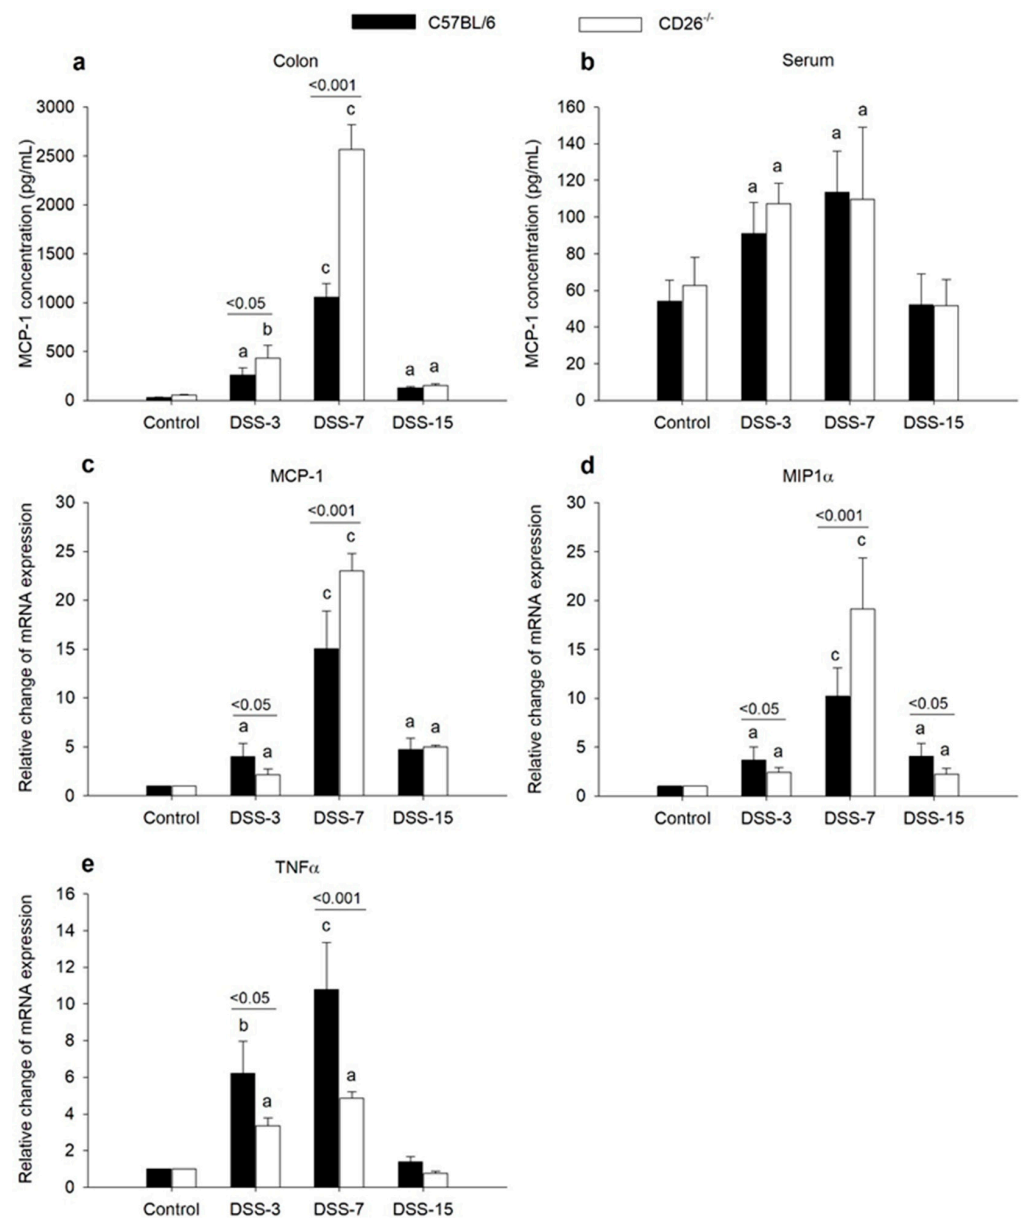 C57BL/6 CD26-/-
a Colon
MCP-1 concentration (pg/mL)
3000
2500
2000
1500
1000
500
0
<0.05
<0.001
a b c c a a
Control DSS-3 DSS-7 DSS-15
b Serum
MCP-1 concentration (pg/mL)
160
140
120
100
80
60
40
20
0
a a a a
Control DSS-3 DSS-7 DSS-15
c MCP-1
Relative change of mRNA expression
30
25
20
15
10
5
0
<0.05
<0.001
a a c c a a
Control DSS-3 DSS-7 DSS-15
d MIP1α
Relative change of mRNA expression
30
25
20
15
10
5
0
<0.05
<0.001
<0.05
a a c c a a
Control DSS-3 DSS-7 DSS-15
e TNFα
Relative change of mRNA expression
16
14
12
10
8
6
4
2
0
<0.05
<0.001
b a c a
Control DSS-3 DSS-7 DSS-15